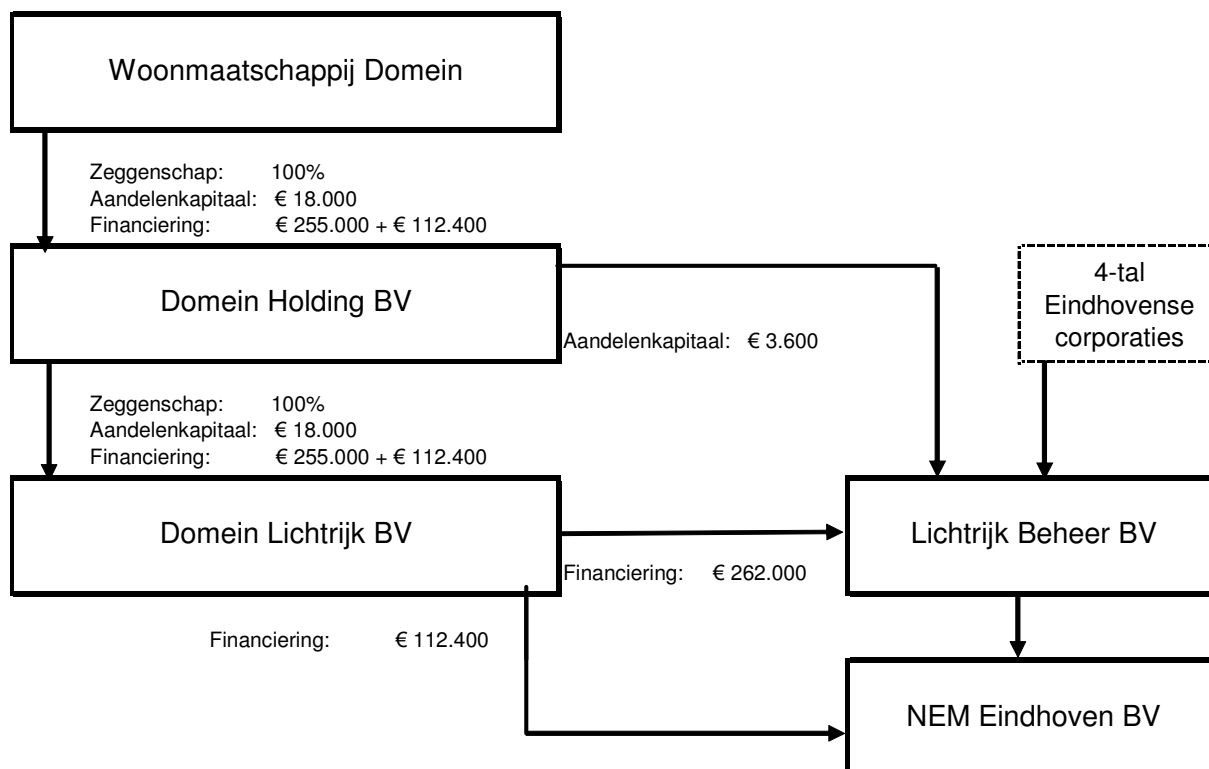 Woonmaatschappij Domein
Zeggenschap: 100%
Aandelenkapitaal: € 18.000
Financiering: € 255.000 + € 112.400
Domein Holding BV
4-tal
Eindhovense
corporaties
Aandelenkapitaal: € 3.600
Zeggenschap: 100%
Aandelenkapitaal: € 18.000
Financiering: € 255.000 + € 112.400
Domein Lichtrijk BV
Lichtrijk Beheer BV
Financiering: € 262.000
Financiering: € 112.400
NEM Eindhoven BV